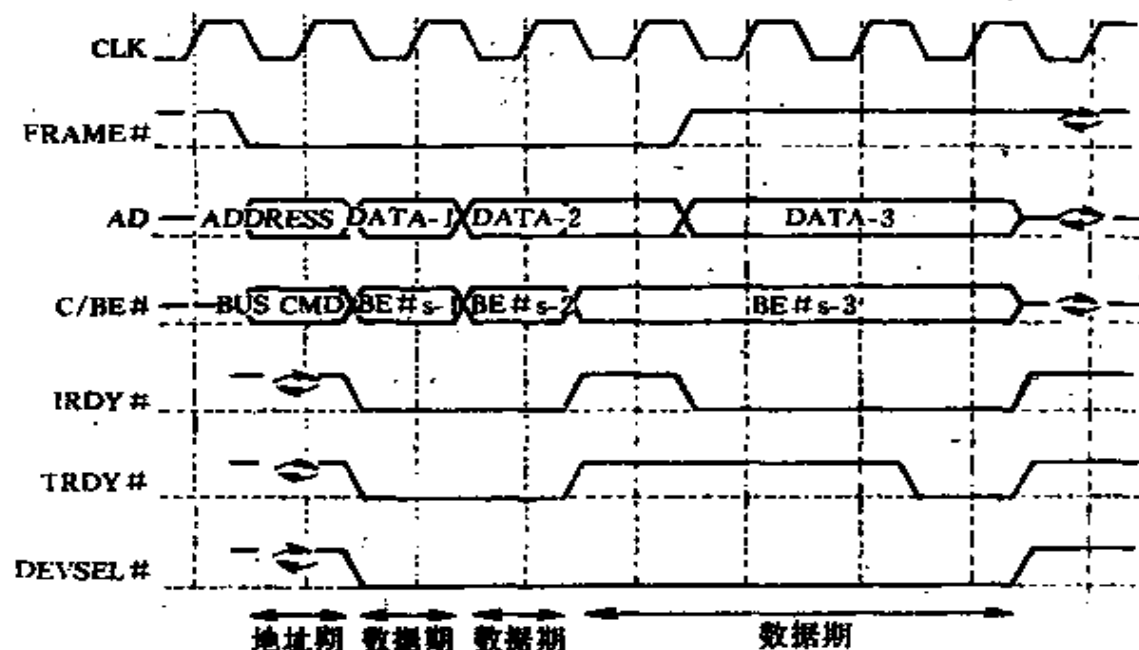 CLK
FRAME#
AD ADDRESS DATA-1 DATA-2 DATA-3
C/BE# BUS CMD BE#s-1 BE#s-2 BE#s-3
IRDY#
TRDY#
DEVSEL#
地址期 数据期 数据期 数据期